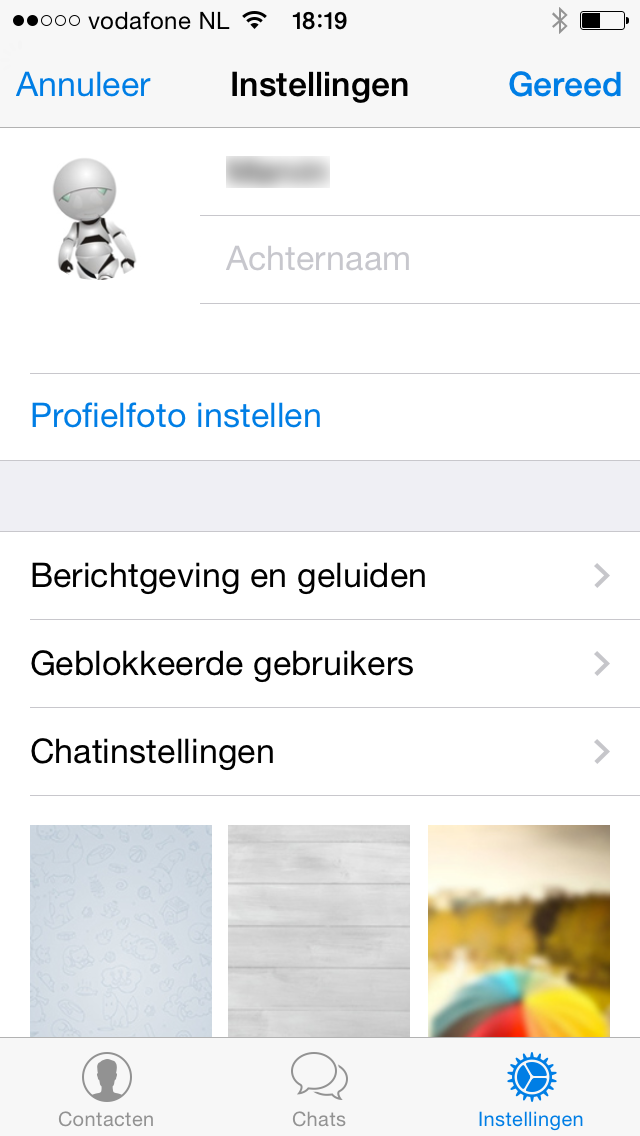 vodafone NL 18:19
Annuleer Instellingen Gereed
Achternaam
Profielfoto instellen
Berichtgeving en geluiden
Geblokkeerde gebruikers
Chatinstellingen
Contacten Chats Instellingen